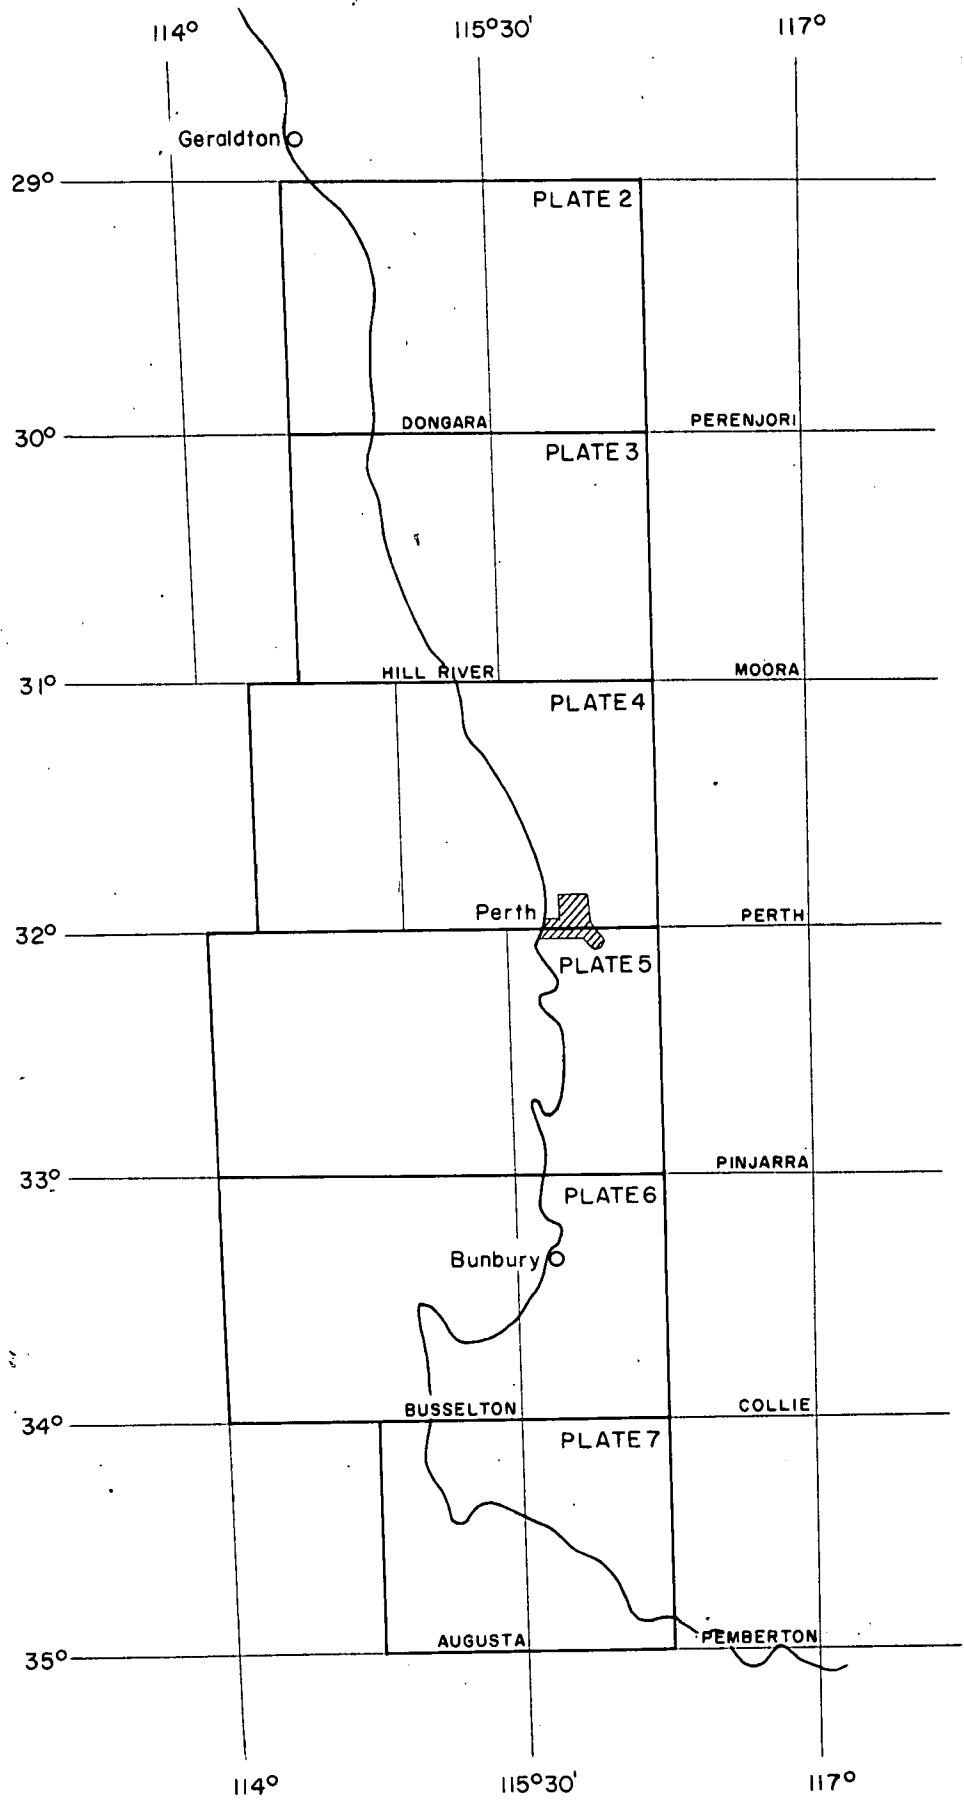 114° 115°30' 117°
Geraldton
29°
PLATE 2
DONGARA PERENJORI
30°
PLATE 3
HILL RIVER MOORA
31°
PLATE 4
Perth PERTH
32°
PLATE 5
PINJARRA
33°
PLATE 6
Bunbury
BUSSELTON COLLIE
34°
PLATE 7
AUGUSTA PEMBERTON
35°
114° 115°30' 117°